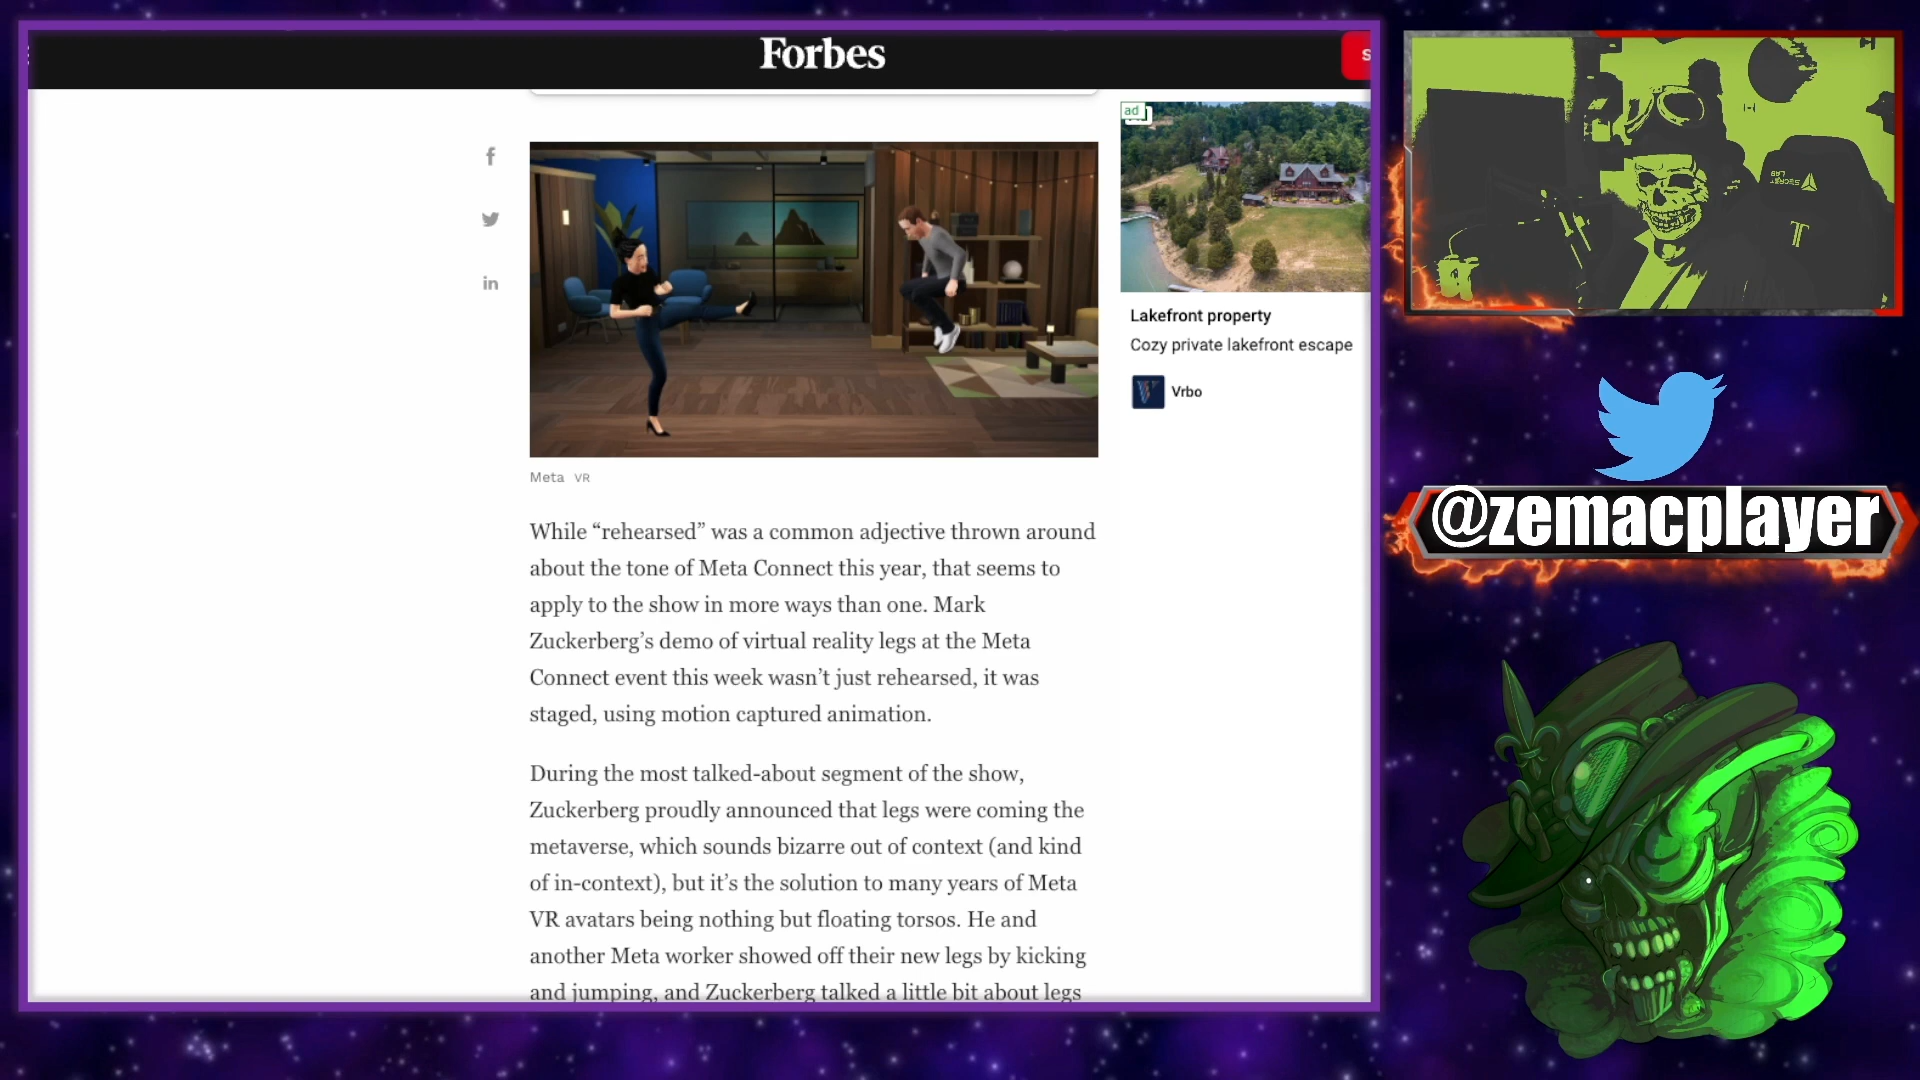 Forbes
S
ad
Lakefront property
Cozy private lakefront escape
Vrbo
Meta VR
While “rehearsed” was a common adjective thrown around
about the tone of Meta Connect this year, that seems to
apply to the show in more ways than one. Mark
Zuckerberg’s demo of virtual reality legs at the Meta
Connect event this week wasn’t just rehearsed, it was
staged, using motion captured animation.
During the most talked-about segment of the show,
Zuckerberg proudly announced that legs were coming the
metaverse, which sounds bizarre out of context (and kind
of in-context), but it’s the solution to many years of Meta
VR avatars being nothing but floating torsos. He and
another Meta worker showed off their new legs by kicking
and jumping, and Zuckerberg talked a little bit about legs
SECRET
LAB
@zemacplayer